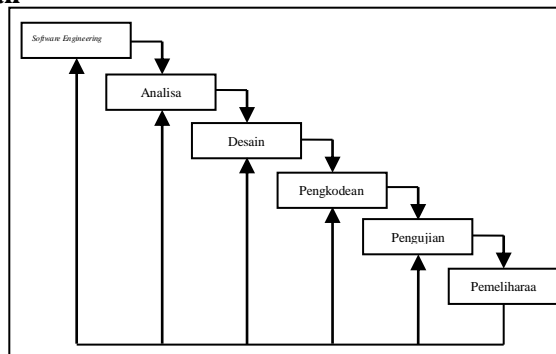 Software Engineering
Analisa
Desain
Pengkodean
Pengujian
Pemeliharaa